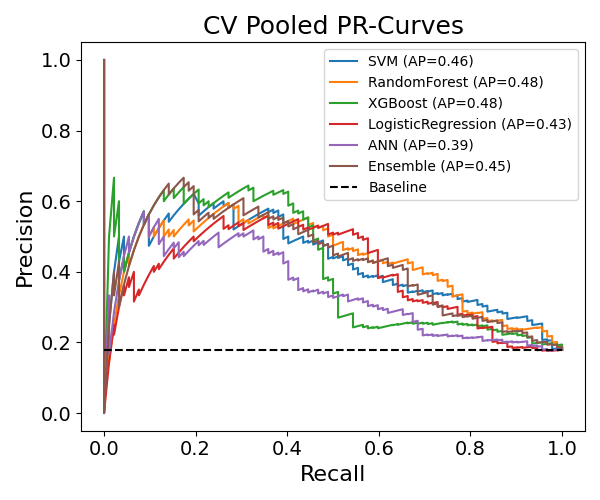 CV Pooled PR-Curves
SVM (AP=0.46)
RandomForest (AP=0.48)
XGBoost (AP=0.48)
LogisticRegression (AP=0.43)
ANN (AP=0.39)
Ensemble (AP=0.45)
Baseline
Precision
1.0
0.8
0.6
0.4
0.2
0.0
0.0 0.2 0.4 0.6 0.8 1.0
Recall